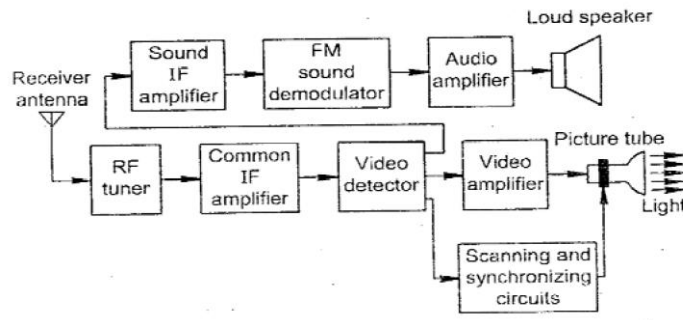 Loud speaker
Sound
IF
amplifier
FM
sound
demodulator
Audio
amplifier
Receiver
antenna
Picture tube
RF
tuner
Common
IF
amplifier
Video
detector
Video
amplifier
Light
Scanning and
synchronizing
circuits